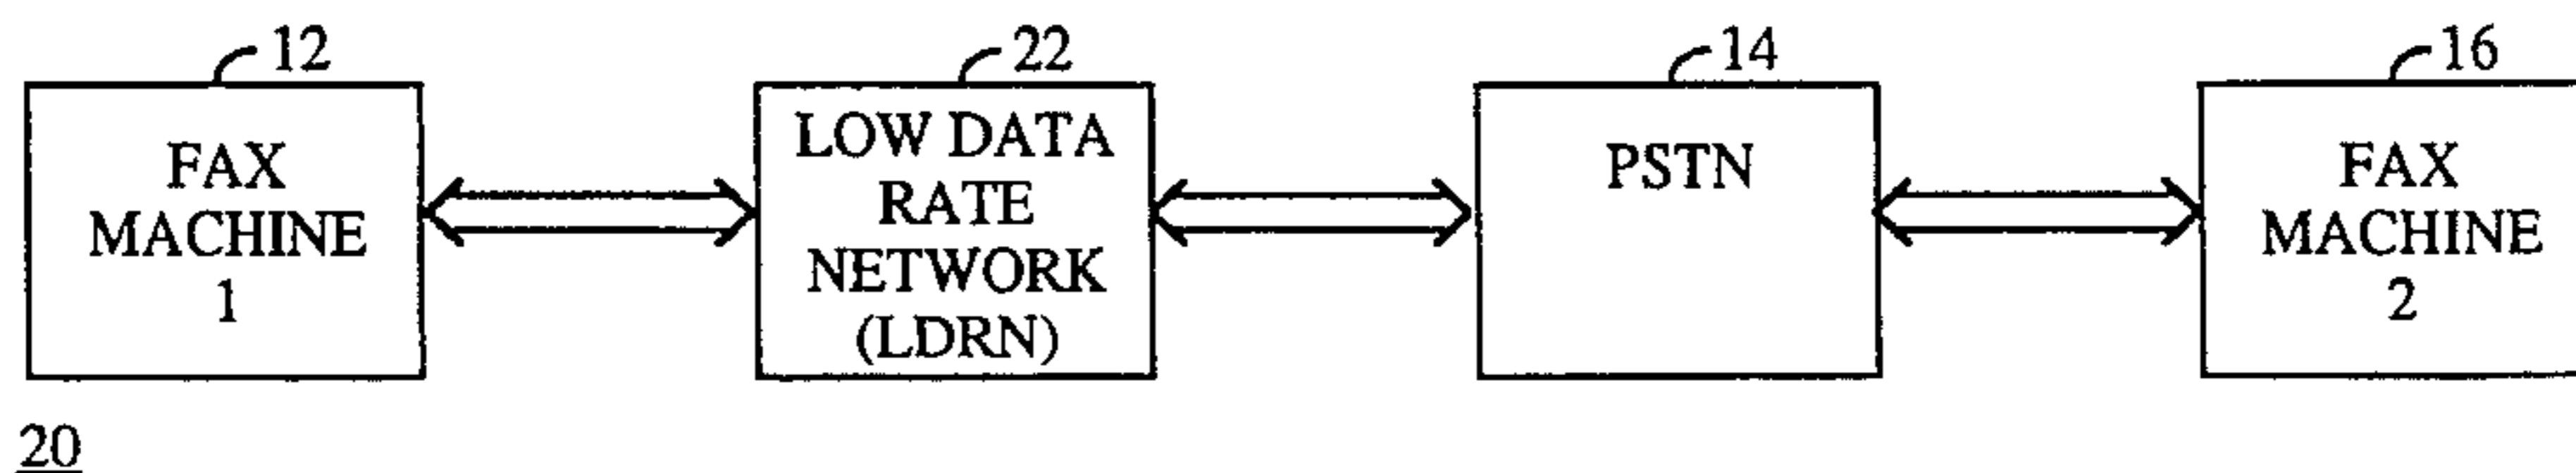 12
22
14
16
FAX
MACHINE
1
LOW DATA
RATE
NETWORK
(LDRN)
PSTN
FAX
MACHINE
2
20